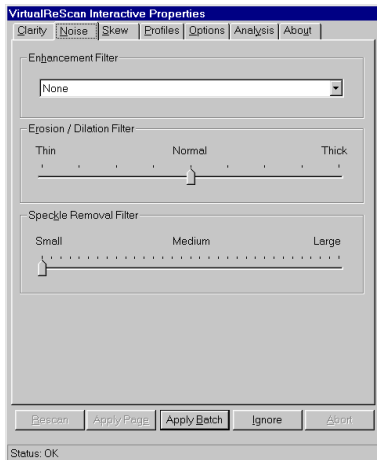 VirtualReScan Interactive Properties
Clarity Noise Skew Profiles Options Analysis About
Enhancement Filter
None
Erosion / Dilation Filter
Thin Normal Thick
Speckle Removal Filter
Small Medium Large
Rescan Apply Page Apply Batch Ignore Abort
Status: OK